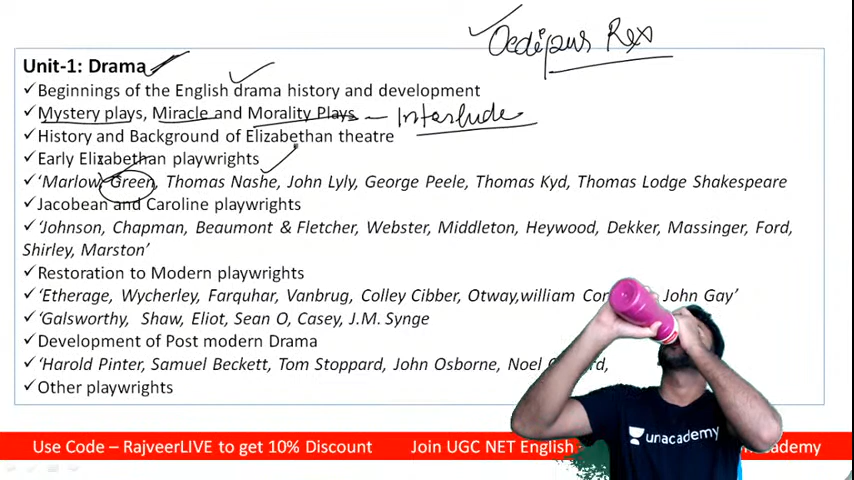 Oedipus Rex
Unit-1: Drama
✓Beginnings of the English drama history and development
✓Mystery plays, Miracle and Morality Plays – Interlude
✓History and Background of Elizabethan theatre
✓Early Elizabethan playwrights
✓‘Marlow, Green, Thomas Nashe, John Lyly, George Peele, Thomas Kyd, Thomas Lodge Shakespeare
✓Jacobean and Caroline playwrights
✓‘Johnson, Chapman, Beaumont & Fletcher, Webster, Middleton, Heywood, Dekker, Massinger, Ford,
Shirley, Marston’
✓Restoration to Modern playwrights
✓‘Etherage, Wycherley, Farquhar, Vanbrug, Colley Cibber, Otway,william John Gay’
✓‘Galsworthy, Shaw, Eliot, Sean O, Casey, J.M. Synge
✓Development of Post modern Drama
✓‘Harold Pinter, Samuel Beckett, Tom Stoppard, John Osborne, Noel
✓Other playwrights
unacademy
Use Code – RajveerLIVE to get 10% Discount Join UGC NET English